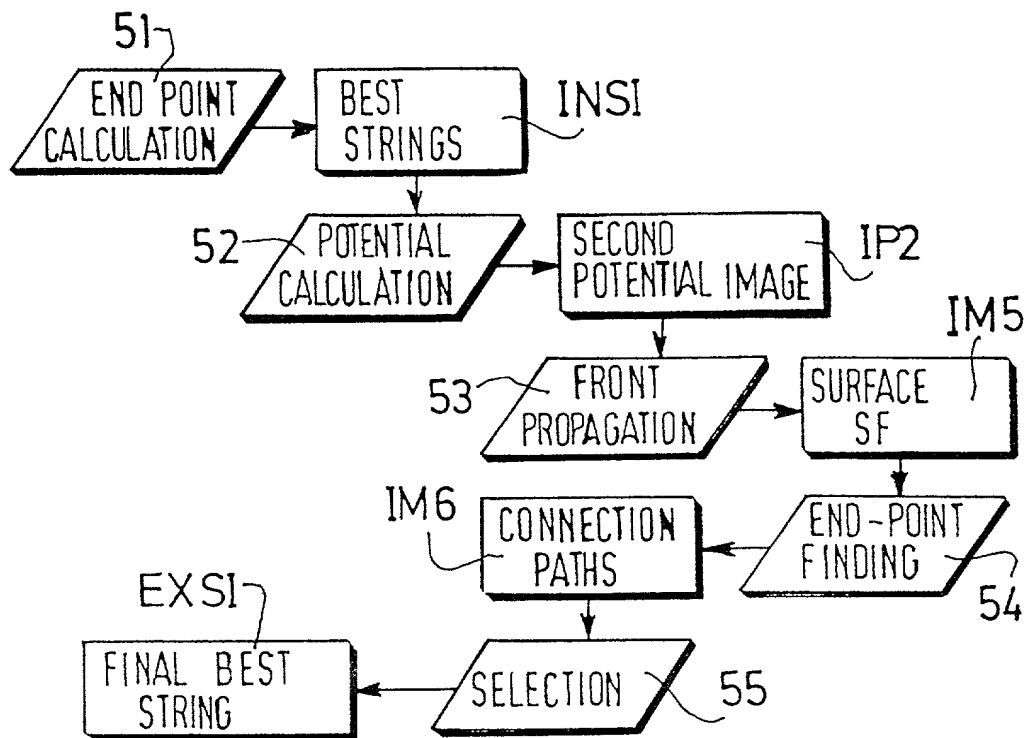 51
END POINT
CALCULATION
BEST
STRINGS
INSI
52
POTENTIAL
CALCULATION
SECOND
POTENTIAL IMAGE
IP2
53
FRONT
PROPAGATION
SURFACE
SF
IM5
IM6
CONNECTION
PATHS
END-POINT
FINDING
54
EXSI
FINAL BEST
STRING
SELECTION
55